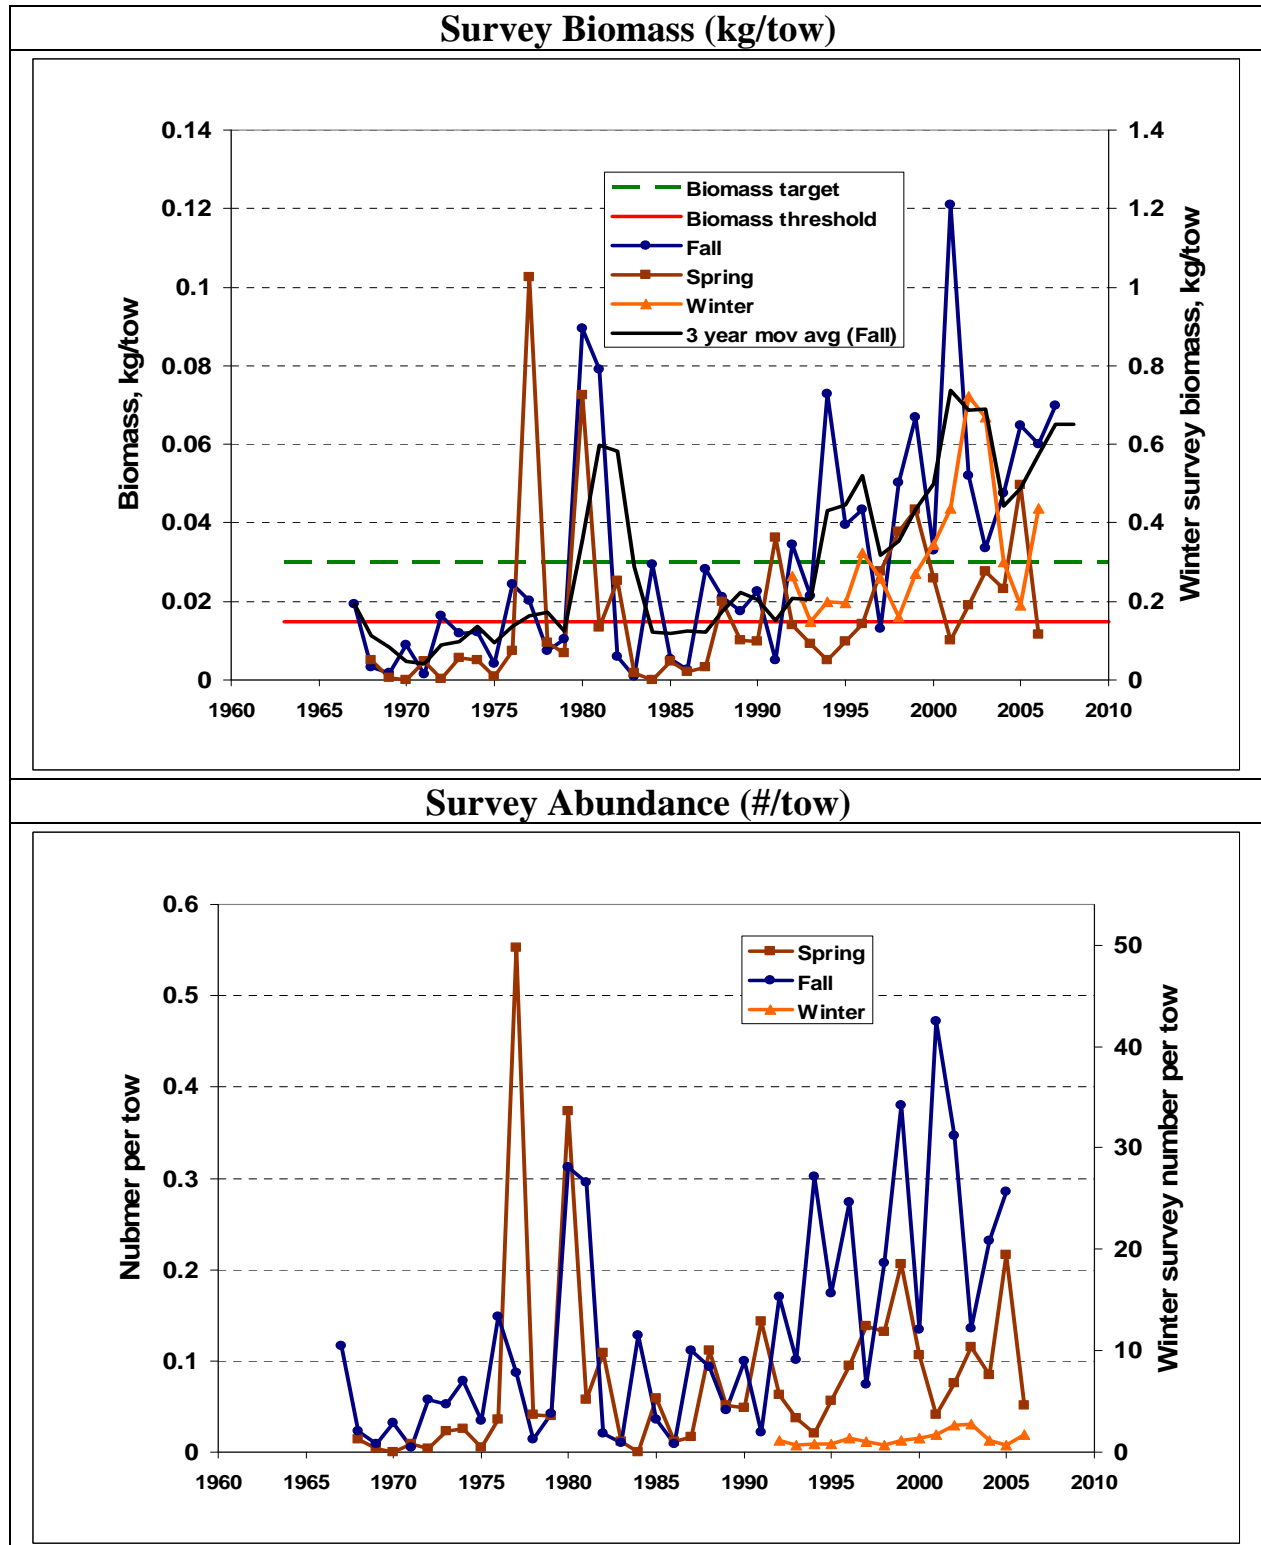 Survey Biomass (kg/tow)
0.14
0.12
0.1
0.08
0.06
0.04
0.02
0
Biomass, kg/tow
Biomass target
Biomass threshold
Fall
Spring
Winter
3 year mov avg (Fall)
1.4
1.2
1
0.8
0.6
0.4
0.2
0
Winter survey biomass, kg/tow
1960 1965 1970 1975 1980 1985 1990 1995 2000 2005 2010
Survey Abundance (#/tow)
0.6
0.5
0.4
0.3
0.2
0.1
0
Nubmer per tow
Spring
Fall
Winter
50
40
30
20
10
0
Winter survey number per tow
1960 1965 1970 1975 1980 1985 1990 1995 2000 2005 2010